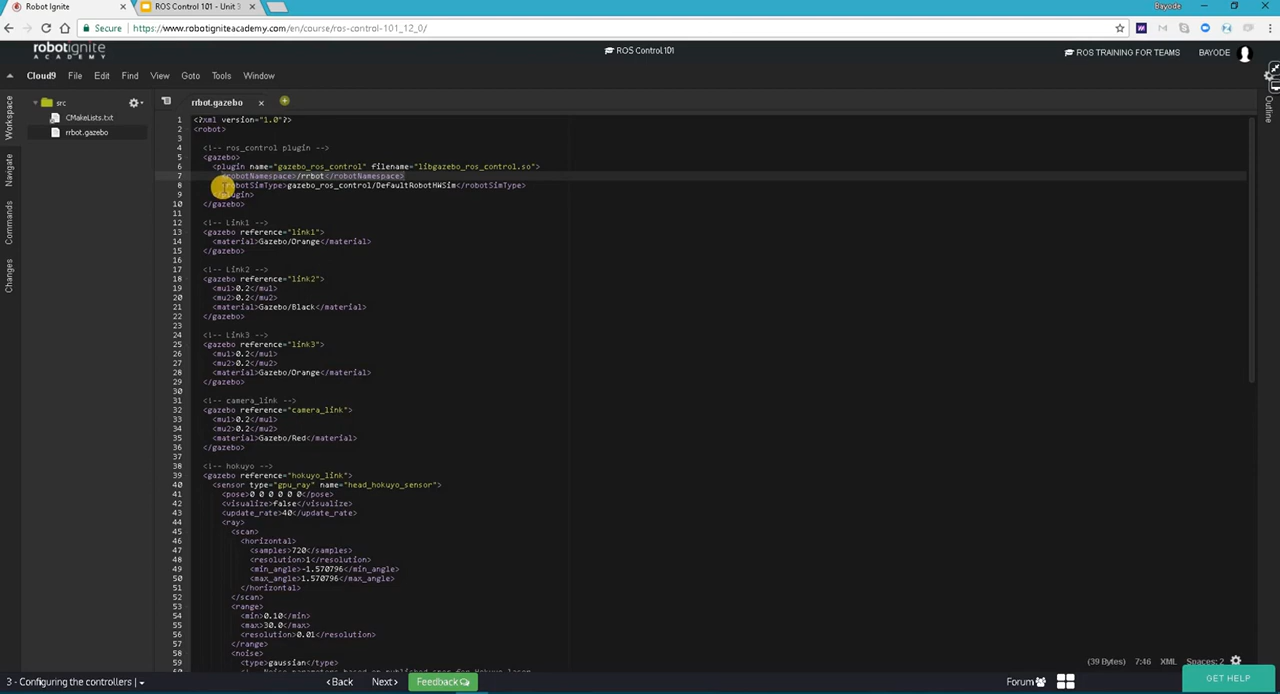 Robot Ignite
ROS Control 101 - Unit 3
Bayode
Secure
https://www.robotigniteacademy.com/en/course/ros-control-101_12_0/
robotignite
ACADEMY
ROS Control 101
ROS TRAINING FOR TEAMS
BAYODE
Cloud9 File Edit Find View Goto Tools Window
Workspace
Navigate
Commands
Changes
Outline
src
CMakeLists.txt
rrbot.gazebo
rrbot.gazebo
1 <?xml version="1.0"?>
2 <robot>
3
4 <!-- ros_control plugin -->
5 <gazebo>
6 <plugin name="gazebo_ros_control" filename="libgazebo_ros_control.so">
7 <robotNamespace>/rrbot</robotNamespace>
8 <robotSimType>gazebo_ros_control/DefaultRobotHWSim</robotSimType>
9 </plugin>
10 </gazebo>
11
12 <!-- Link1 -->
13 <gazebo reference="link1">
14 <material>Gazebo/Orange</material>
15 </gazebo>
16
17 <!-- Link2 -->
18 <gazebo reference="link2">
19 <mu1>0.2</mu1>
20 <mu2>0.2</mu2>
21 <material>Gazebo/Black</material>
22 </gazebo>
23
24 <!-- Link3 -->
25 <gazebo reference="link3">
26 <mu1>0.2</mu1>
27 <mu2>0.2</mu2>
28 <material>Gazebo/Orange</material>
29 </gazebo>
30
31 <!-- camera_link -->
32 <gazebo reference="camera_link">
33 <mu1>0.2</mu1>
34 <mu2>0.2</mu2>
35 <material>Gazebo/Red</material>
36 </gazebo>
37
38 <!-- hokuyo -->
39 <gazebo reference="hokuyo_link">
40 <sensor type="gpu_ray" name="head_hokuyo_sensor">
41 <pose>0 0 0 0 0 0</pose>
42 <visualize>false</visualize>
43 <update_rate>40</update_rate>
44 <ray>
45 <scan>
46 <horizontal>
47 <samples>720</samples>
48 <resolution>1</resolution>
49 <min_angle>-1.570796</min_angle>
50 <max_angle>1.570796</max_angle>
51 </horizontal>
52 </scan>
53 <range>
54 <min>0.10</min>
55 <max>30.0</max>
56 <resolution>0.01</resolution>
57 </range>
58 <noise>
59 <type>gaussian</type>
(39 Bytes) 7:46 XML Spaces: 2
3 - Configuring the controllers
Back
Next
Feedback
Forum
GET HELP